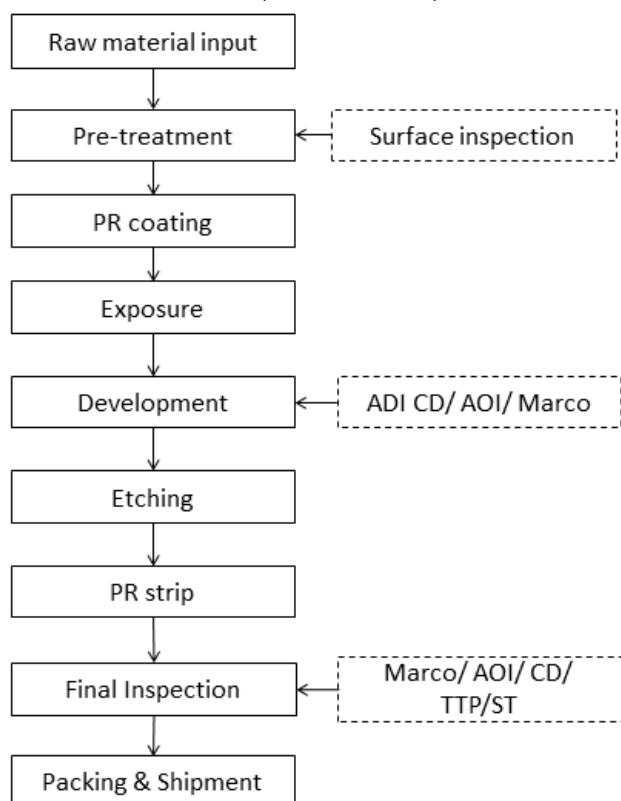 Raw material input
Pre-treatment
Surface inspection
PR coating
Exposure
Development
ADI CD/ AOI/ Marco
Etching
PR strip
Final Inspection
Marco/ AOI/ CD/
TTP/ST
Packing & Shipment